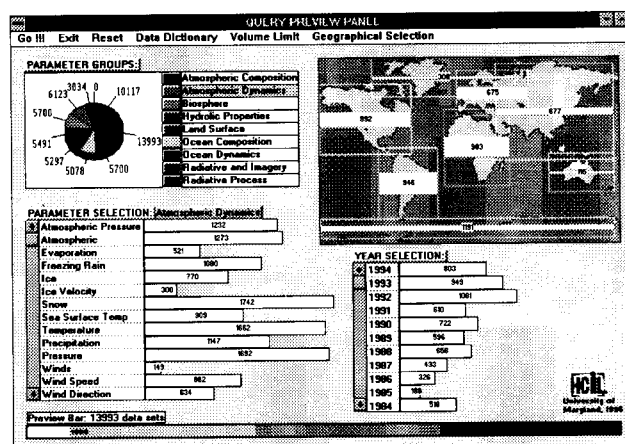 QUERY PREVIEW PANEL
Go !!! Exit Reset Data Dictionary Volume Limit Geographical Selection
PARAMETER GROUPS:
3034 0 10117
6123
5700
5491
5297
5078
5700
13993
Atmospheric Composition
Atmospheric Dynamics
Biosphere
Hydrolic Properties
Land Surface
Ocean Composition
Ocean Dynamics
Radiative and Imagery
Radiative Process
992
675
677
983
946
1191
PARAMETER SELECTION: Atmospheric Dynamics
Atmospheric Pressure 1232
Atmospheric 1273
Evaporation 521
Freezing Rain 1080
Ice 770
Ice Velocity 300
Snow 1742
Sea Surface Temp 909
Temperature 1662
Precipitation 1147
Pressure 1692
Winds 149
Wind Speed 882
Wind Direction 634
YEAR SELECTION:
1994 803
1993 949
1992 1081
1991 610
1990 722
1989 596
1988 656
1987 433
1986 326
1985 186
1984 518
HCIL
University of
Maryland, 1995
Preview Bar: 13993 data sets